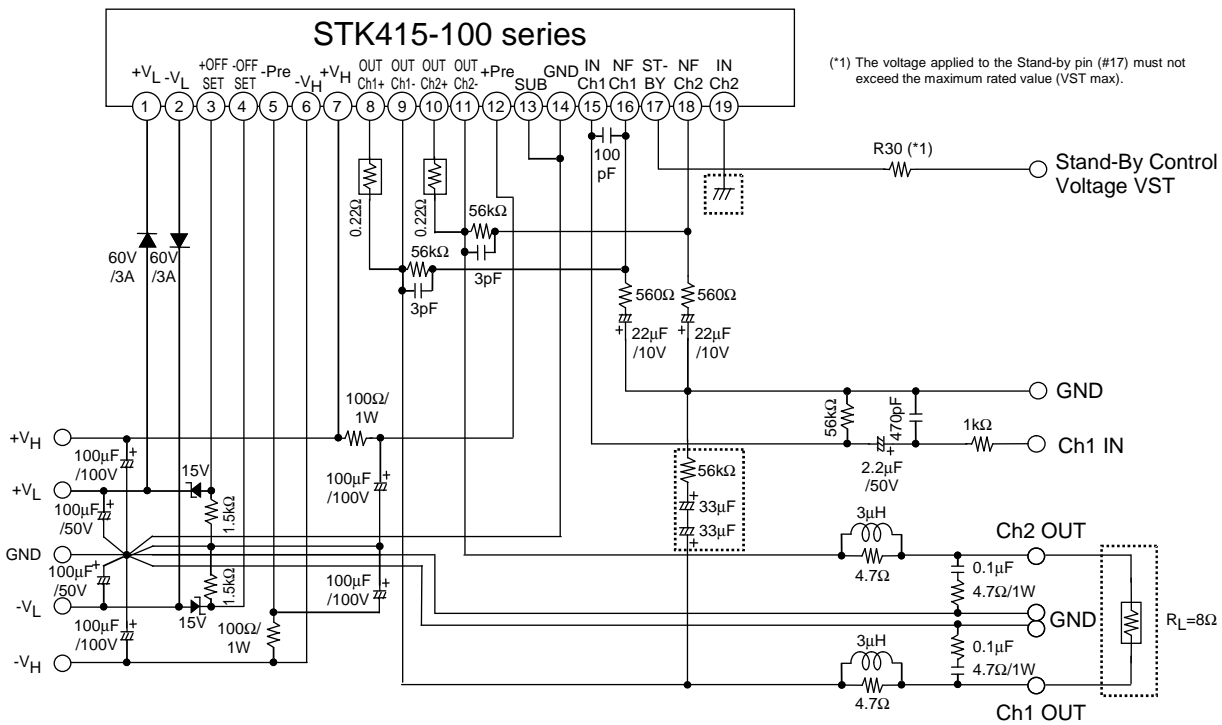 STK415-100 series
+VL
-VL
+OFF SET
-OFF SET
-Pre
-VH
+VH
OUT Ch1+
OUT Ch1-
OUT Ch2+
OUT Ch2-
+Pre
SUB
GND
IN Ch1
NF Ch1
ST-BY
NF Ch2
IN Ch2
1 2 3 4 5 6 7 8 9 10 11 12 13 14 15 16 17 18 19
(*1) The voltage applied to the Stand-by pin (#17) must not
exceed the maximum rated value (VST max).
100 pF
R30 (*1)
Stand-By Control
Voltage VST
0.22Ω
0.22Ω
56kΩ
3pF
56kΩ
3pF
60V /3A
60V /3A
560Ω
560Ω
22μF /10V
22μF /10V
+
+
GND
100Ω/ 1W
56kΩ
470pF
1kΩ
Ch1 IN
2.2μF /50V
+
+VH
100μF /100V
+
+VL
15V
100μF /50V
+
1.5kΩ
100μF /100V
+
56kΩ
+
33μF
33μF
+
GND
100μF /50V
+
1.5kΩ
100μF /100V
+
-VL
15V
100μF /100V
+
100Ω/ 1W
-VH
3μH
4.7Ω
Ch2 OUT
0.1μF
4.7Ω/1W
GND
RL=8Ω
0.1μF
4.7Ω/1W
3μH
4.7Ω
Ch1 OUT